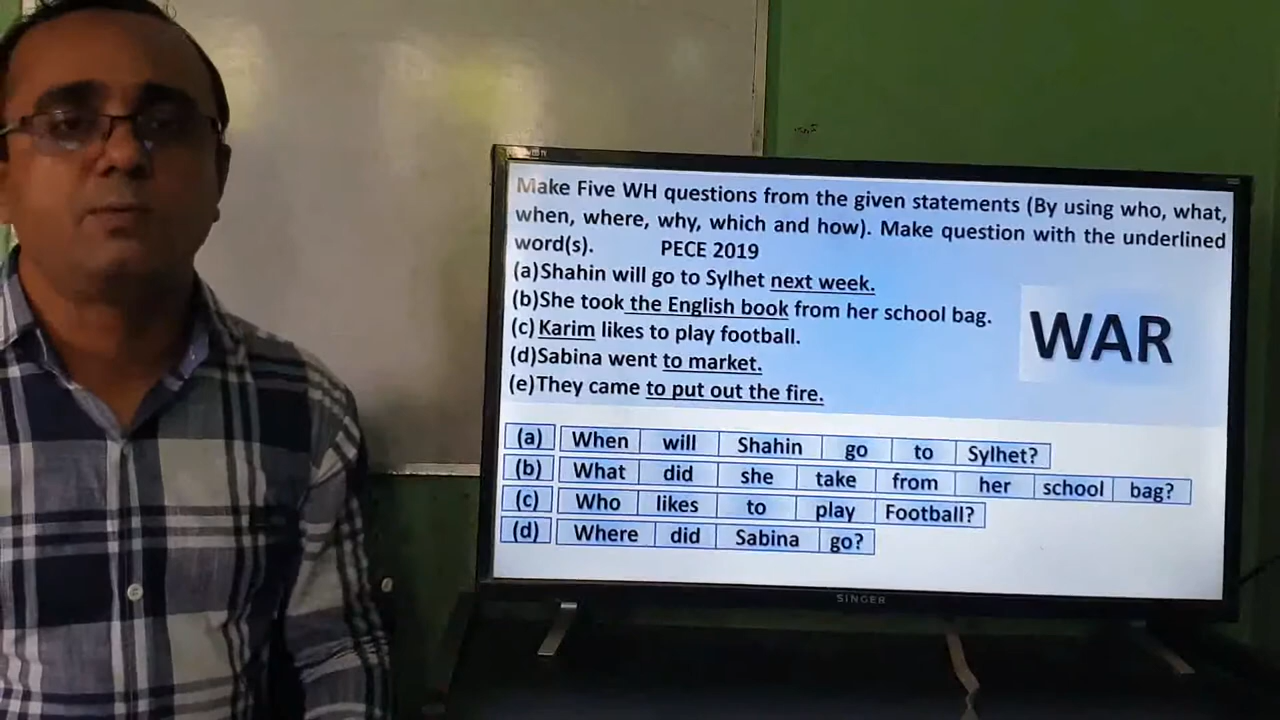 Make Five WH questions from the given statements (By using who, what,
when, where, why, which and how). Make question with the underlined
word(s). PECE 2019
(a)Shahin will go to Sylhet next week.
(b)She took the English book from her school bag.
(c) Karim likes to play football.
(d)Sabina went to market.
(e)They came to put out the fire.
WAR
(a) When will Shahin go to Sylhet?
(b) What did she take from her school bag?
(c) Who likes to play Football?
(d) Where did Sabina go?
SINGER